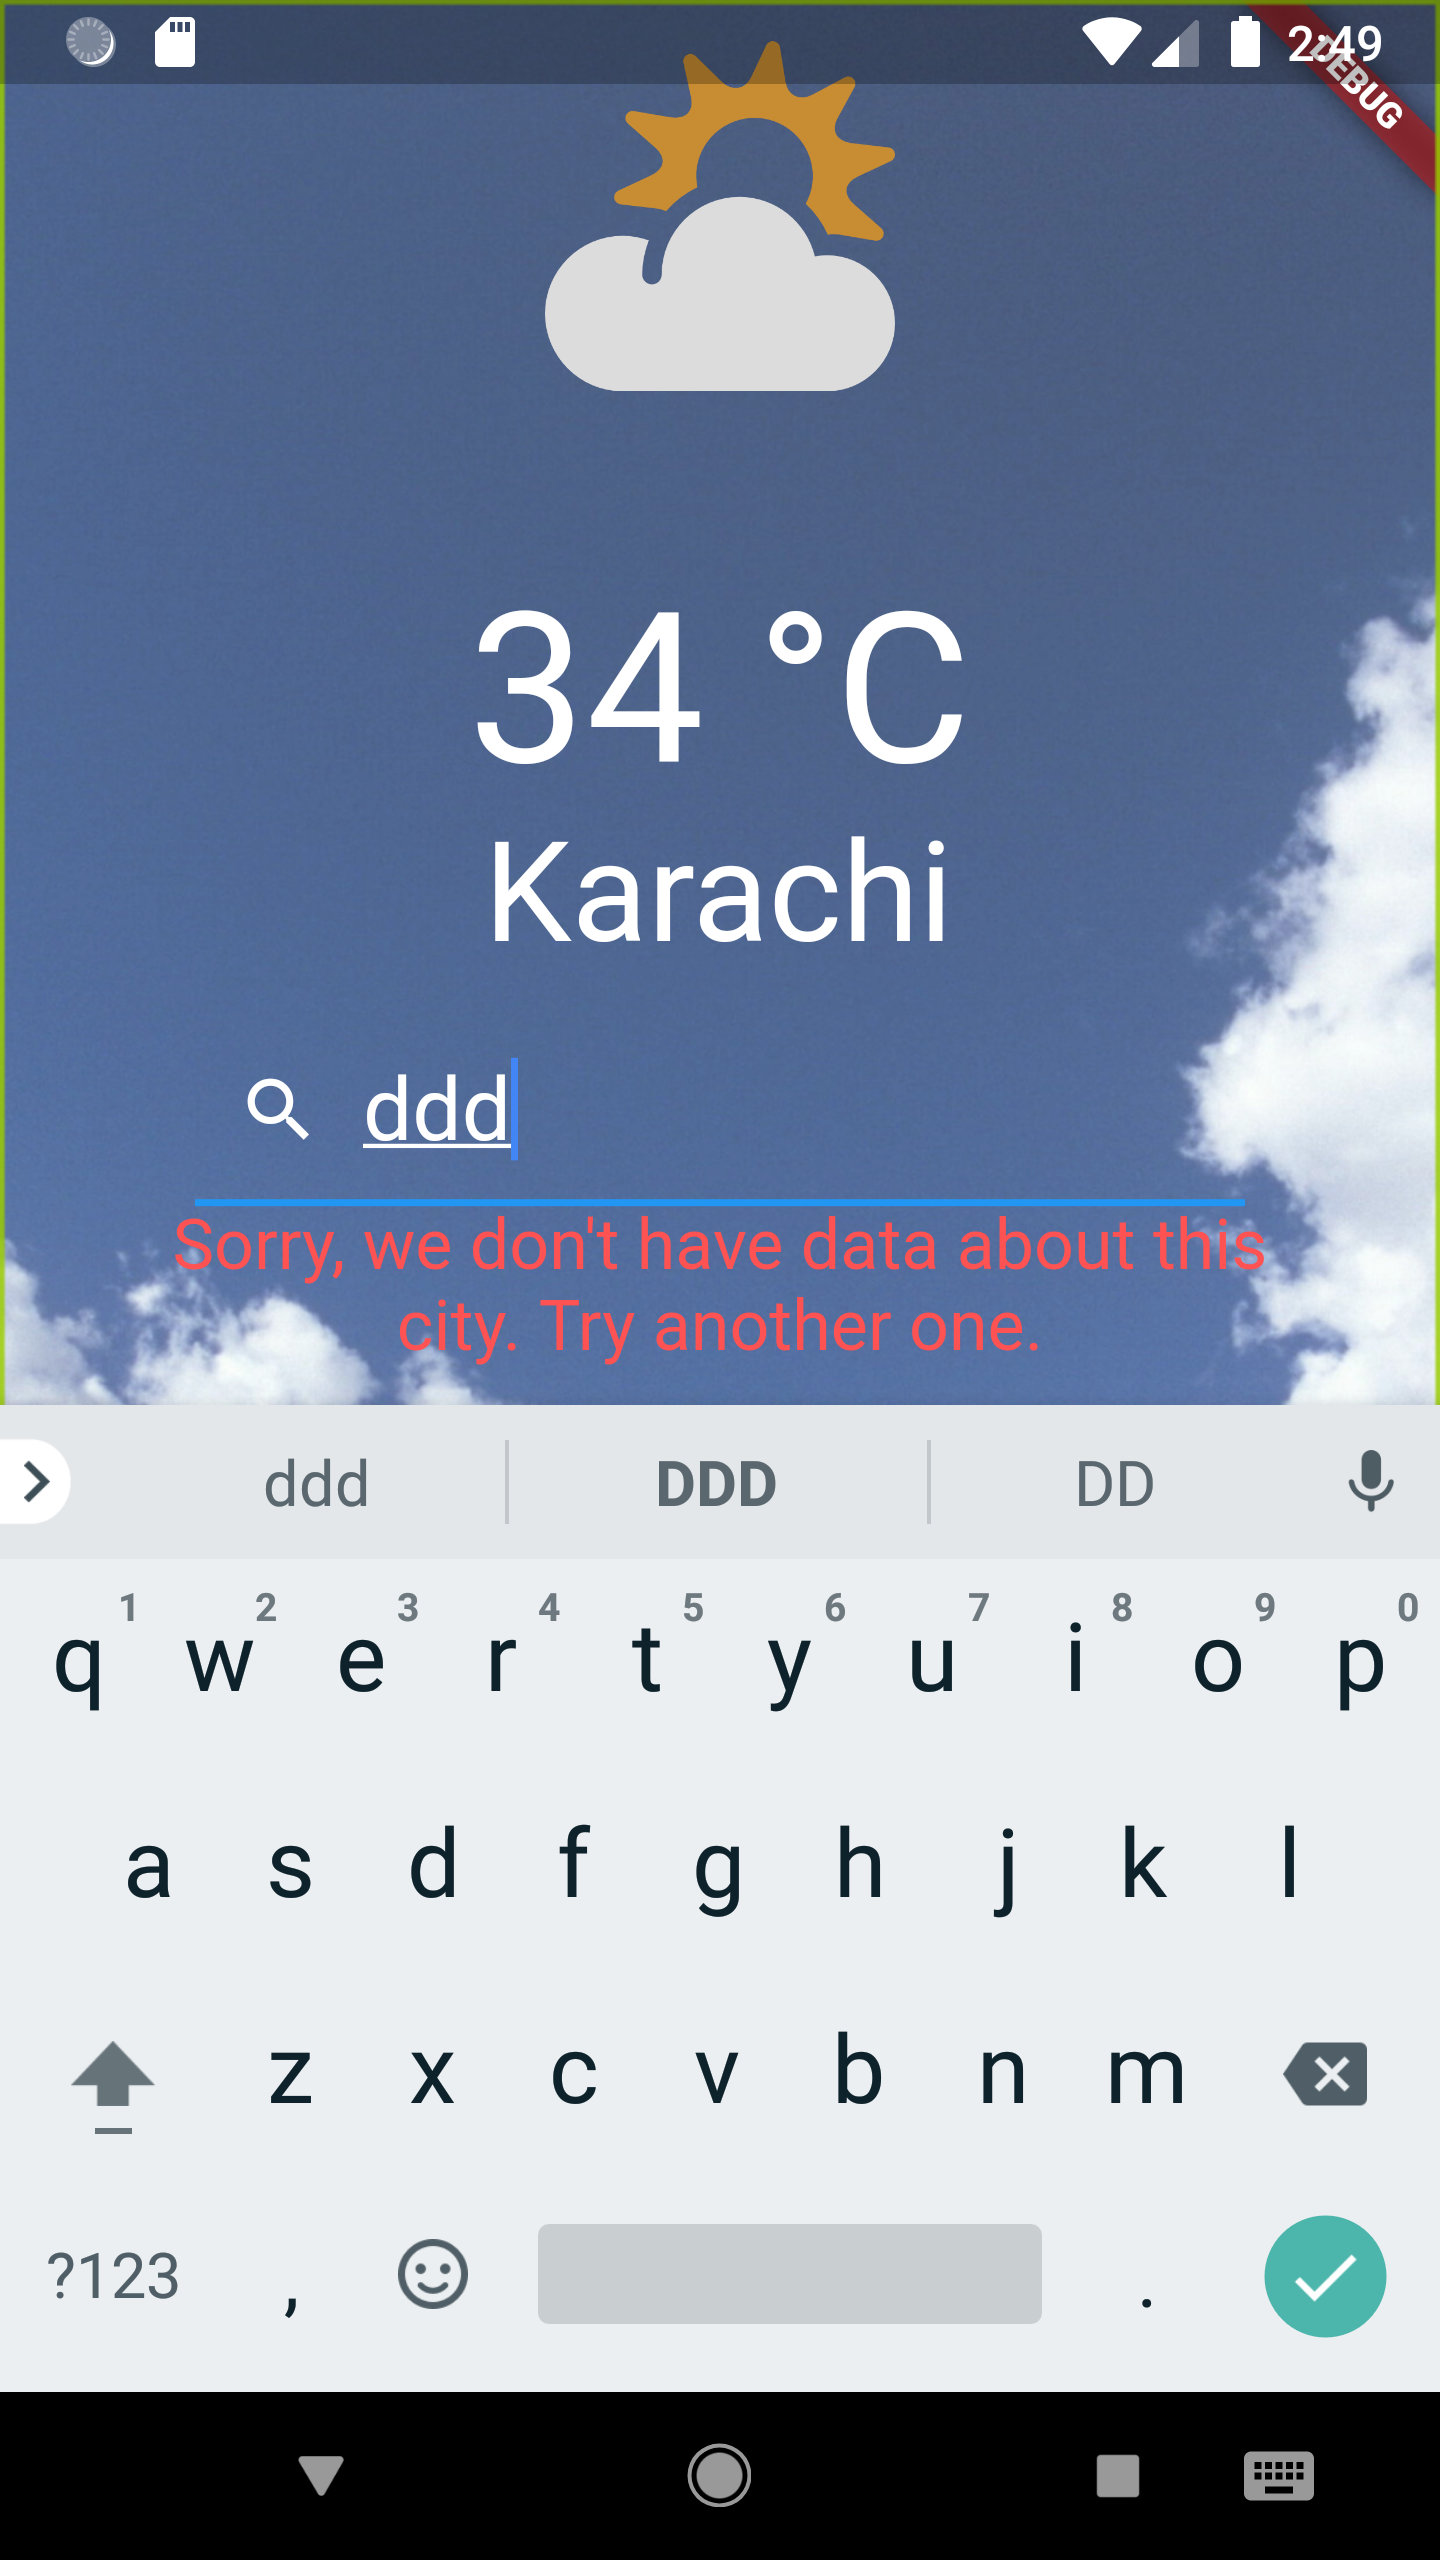 2:49
DEBUG
34 °C
Karachi
ddd
Sorry, we don't have data about this
city. Try another one.
ddd DDD DD
1 2 3 4 5 6 7 8 9 0
q w e r t y u i o p
a s d f g h j k l
z x c v b n m
?123 , .